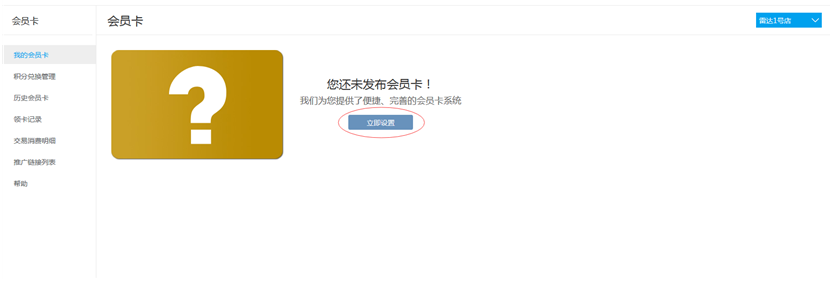 会员卡
会员卡
雷达1号店
我的会员卡
积分兑换管理
历史会员卡
领卡记录
交易消费明细
推广链接列表
帮助
?
您还未发布会员卡！
我们为您提供了便捷、完善的会员卡系统
立即设置